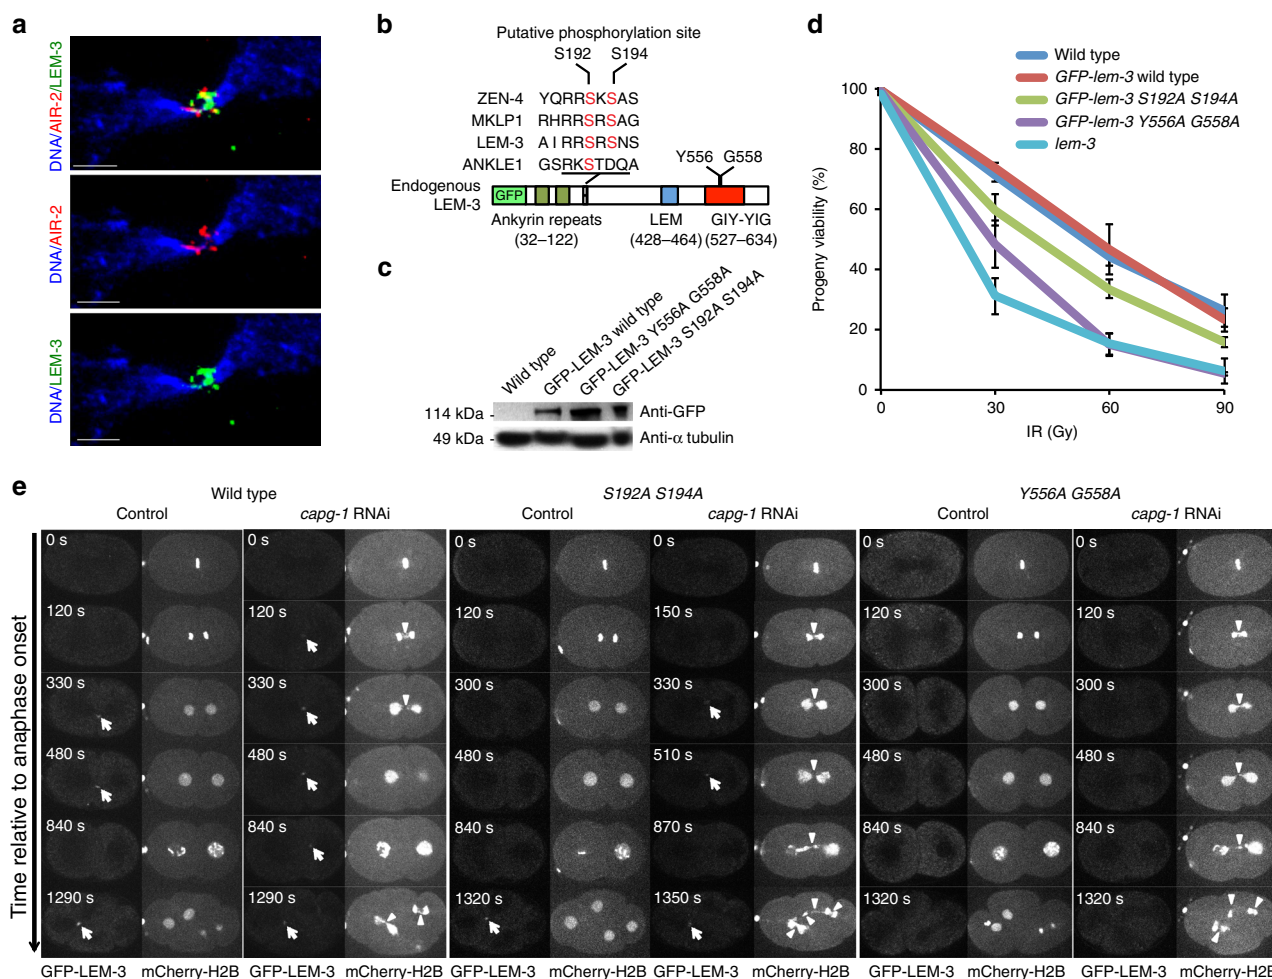 a
DNA/AIR-2/LEM-3
DNA/AIR-2
DNA/LEM-3
b
Putative phosphorylation site
S192 S194
ZEN-4 YQRRSKSAS
MKLP1 RHRRSRSAG
LEM-3 AIRRSRSNS
ANKLE1 GSRKSTDQA
Y556 G558
Endogenous LEM-3
GFP
Ankyrin repeats (32–122)
LEM (428–464)
GIY-YIG (527–634)
c
Wild type
GFP-LEM-3 wild type
GFP-LEM-3 Y556A G558A
GFP-LEM-3 S192A S194A
114 kDa - Anti-GFP
49 kDa - Anti-α tubulin
d
Wild type
GFP-lem-3 wild type
GFP-lem-3 S192A S194A
GFP-lem-3 Y556A G558A
lem-3
Progeny viability (%)
100
80
60
40
20
0
0 30 60 90
IR (Gy)
e
Wild type S192A S194A Y556A G558A
Control capg-1 RNAi Control capg-1 RNAi Control capg-1 RNAi
Time relative to anaphase onset
0 s 0 s 0 s 0 s 0 s 0 s
120 s 120 s 120 s 150 s 120 s 120 s
330 s 330 s 300 s 330 s 300 s 300 s
480 s 480 s 480 s 510 s 480 s 480 s
840 s 840 s 840 s 870 s 840 s 840 s
1290 s 1290 s 1320 s 1350 s 1320 s 1320 s
GFP-LEM-3 mCherry-H2B GFP-LEM-3 mCherry-H2B GFP-LEM-3 mCherry-H2B GFP-LEM-3 mCherry-H2B GFP-LEM-3 mCherry-H2B GFP-LEM-3 mCherry-H2B